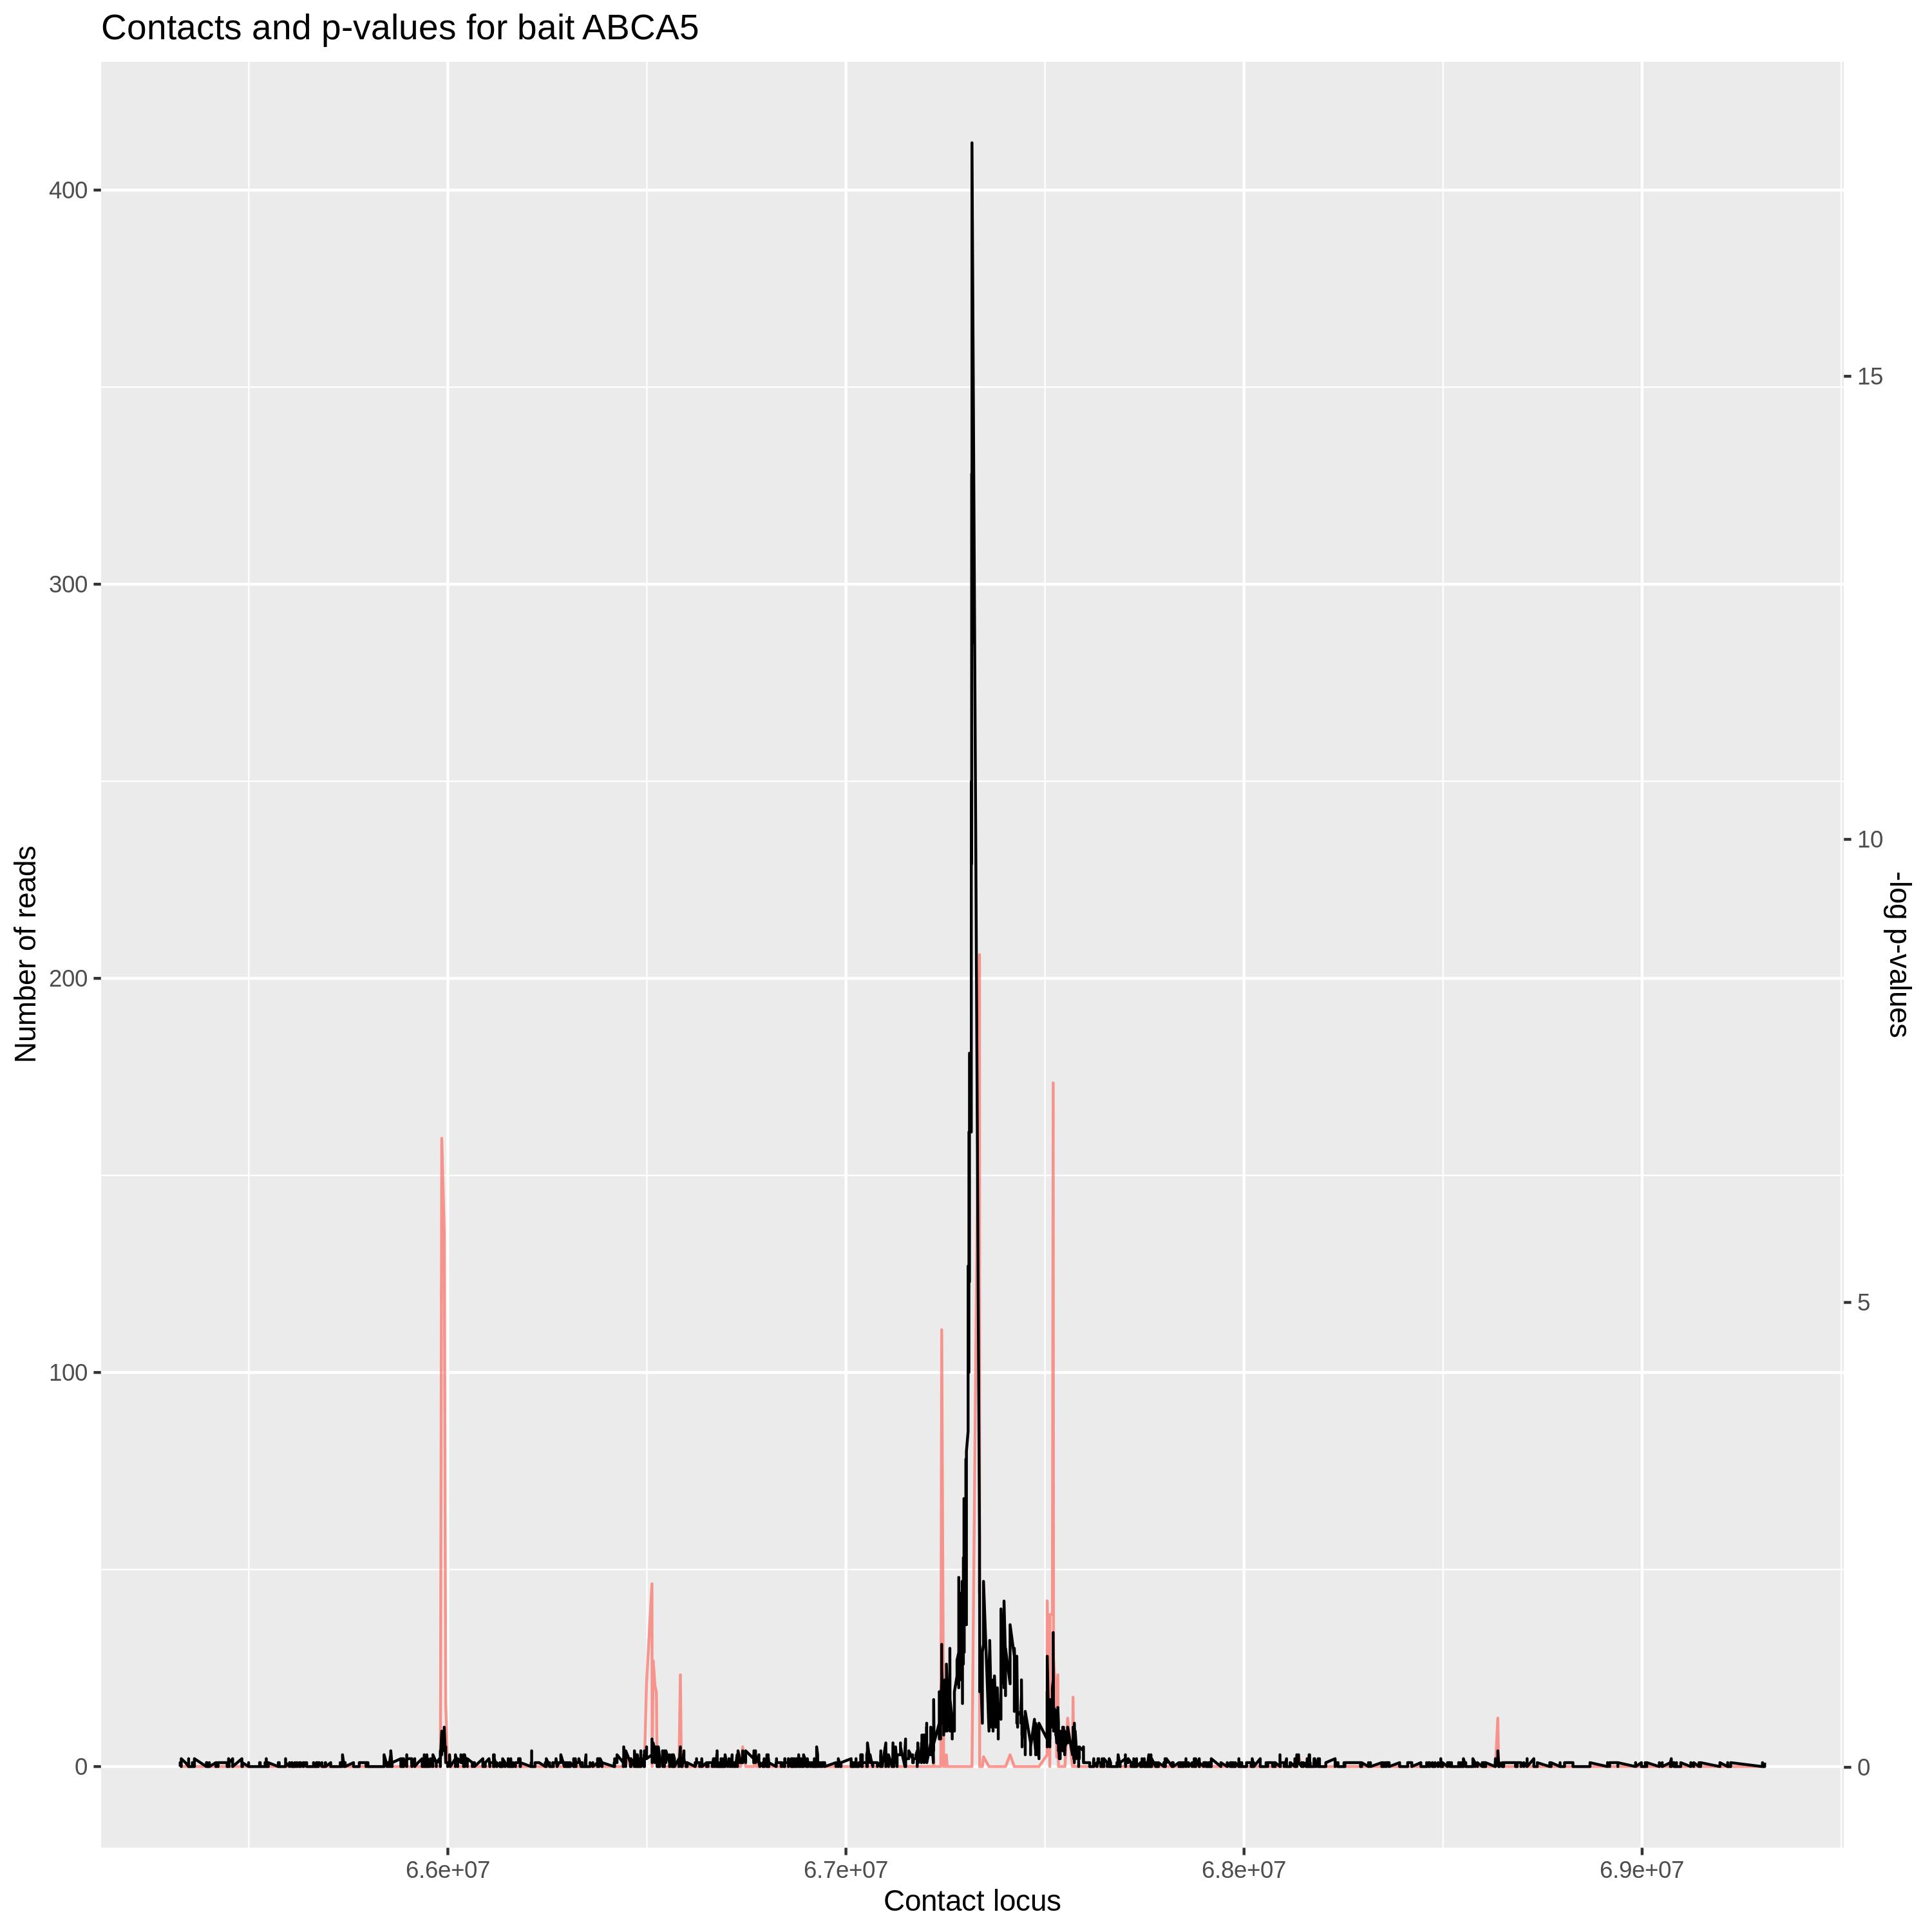 Contacts and p-values for bait ABCA5
400
300
200
100
0
Number of reads
15
10
5
0
-log p-values
6.6e+07
6.7e+07
6.8e+07
6.9e+07
Contact locus